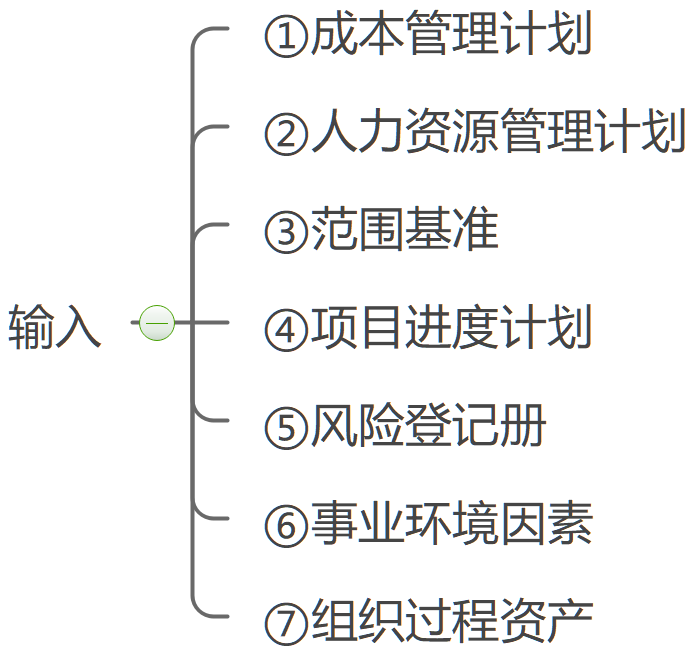 ①成本管理计划
②人力资源管理计划
③范围基准
输入
④项目进度计划
⑤风险登记册
⑥事业环境因素
⑦组织过程资产